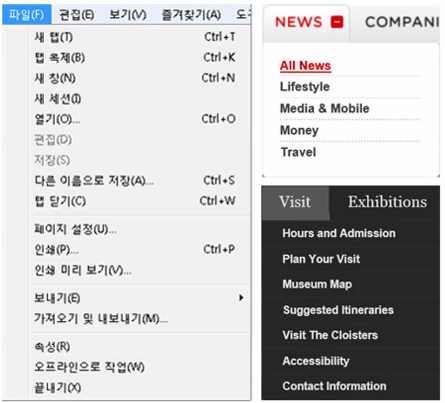 파일(F) 편집(E) 보기(V) 즐겨찾기(A)
새 탭(T) Ctrl+T
탭 복제(B) Ctrl+K
새 창(N) Ctrl+N
새 세션(I)
열기(O)... Ctrl+O
편집(D)
저장(S)
다른 이름으로 저장(A)... Ctrl+S
탭 닫기(C) Ctrl+W
페이지 설정(U)...
인쇄(P)... Ctrl+P
인쇄 미리 보기(V)...
보내기(E)
가져오기 및 내보내기(M)...
속성(R)
오프라인으로 작업(W)
끝내기(X)
NEWS COMPANI
All News
Lifestyle
Media & Mobile
Money
Travel
Visit Exhibitions
Hours and Admission
Plan Your Visit
Museum Map
Suggested Itineraries
Visit The Cloisters
Accessibility
Contact Information